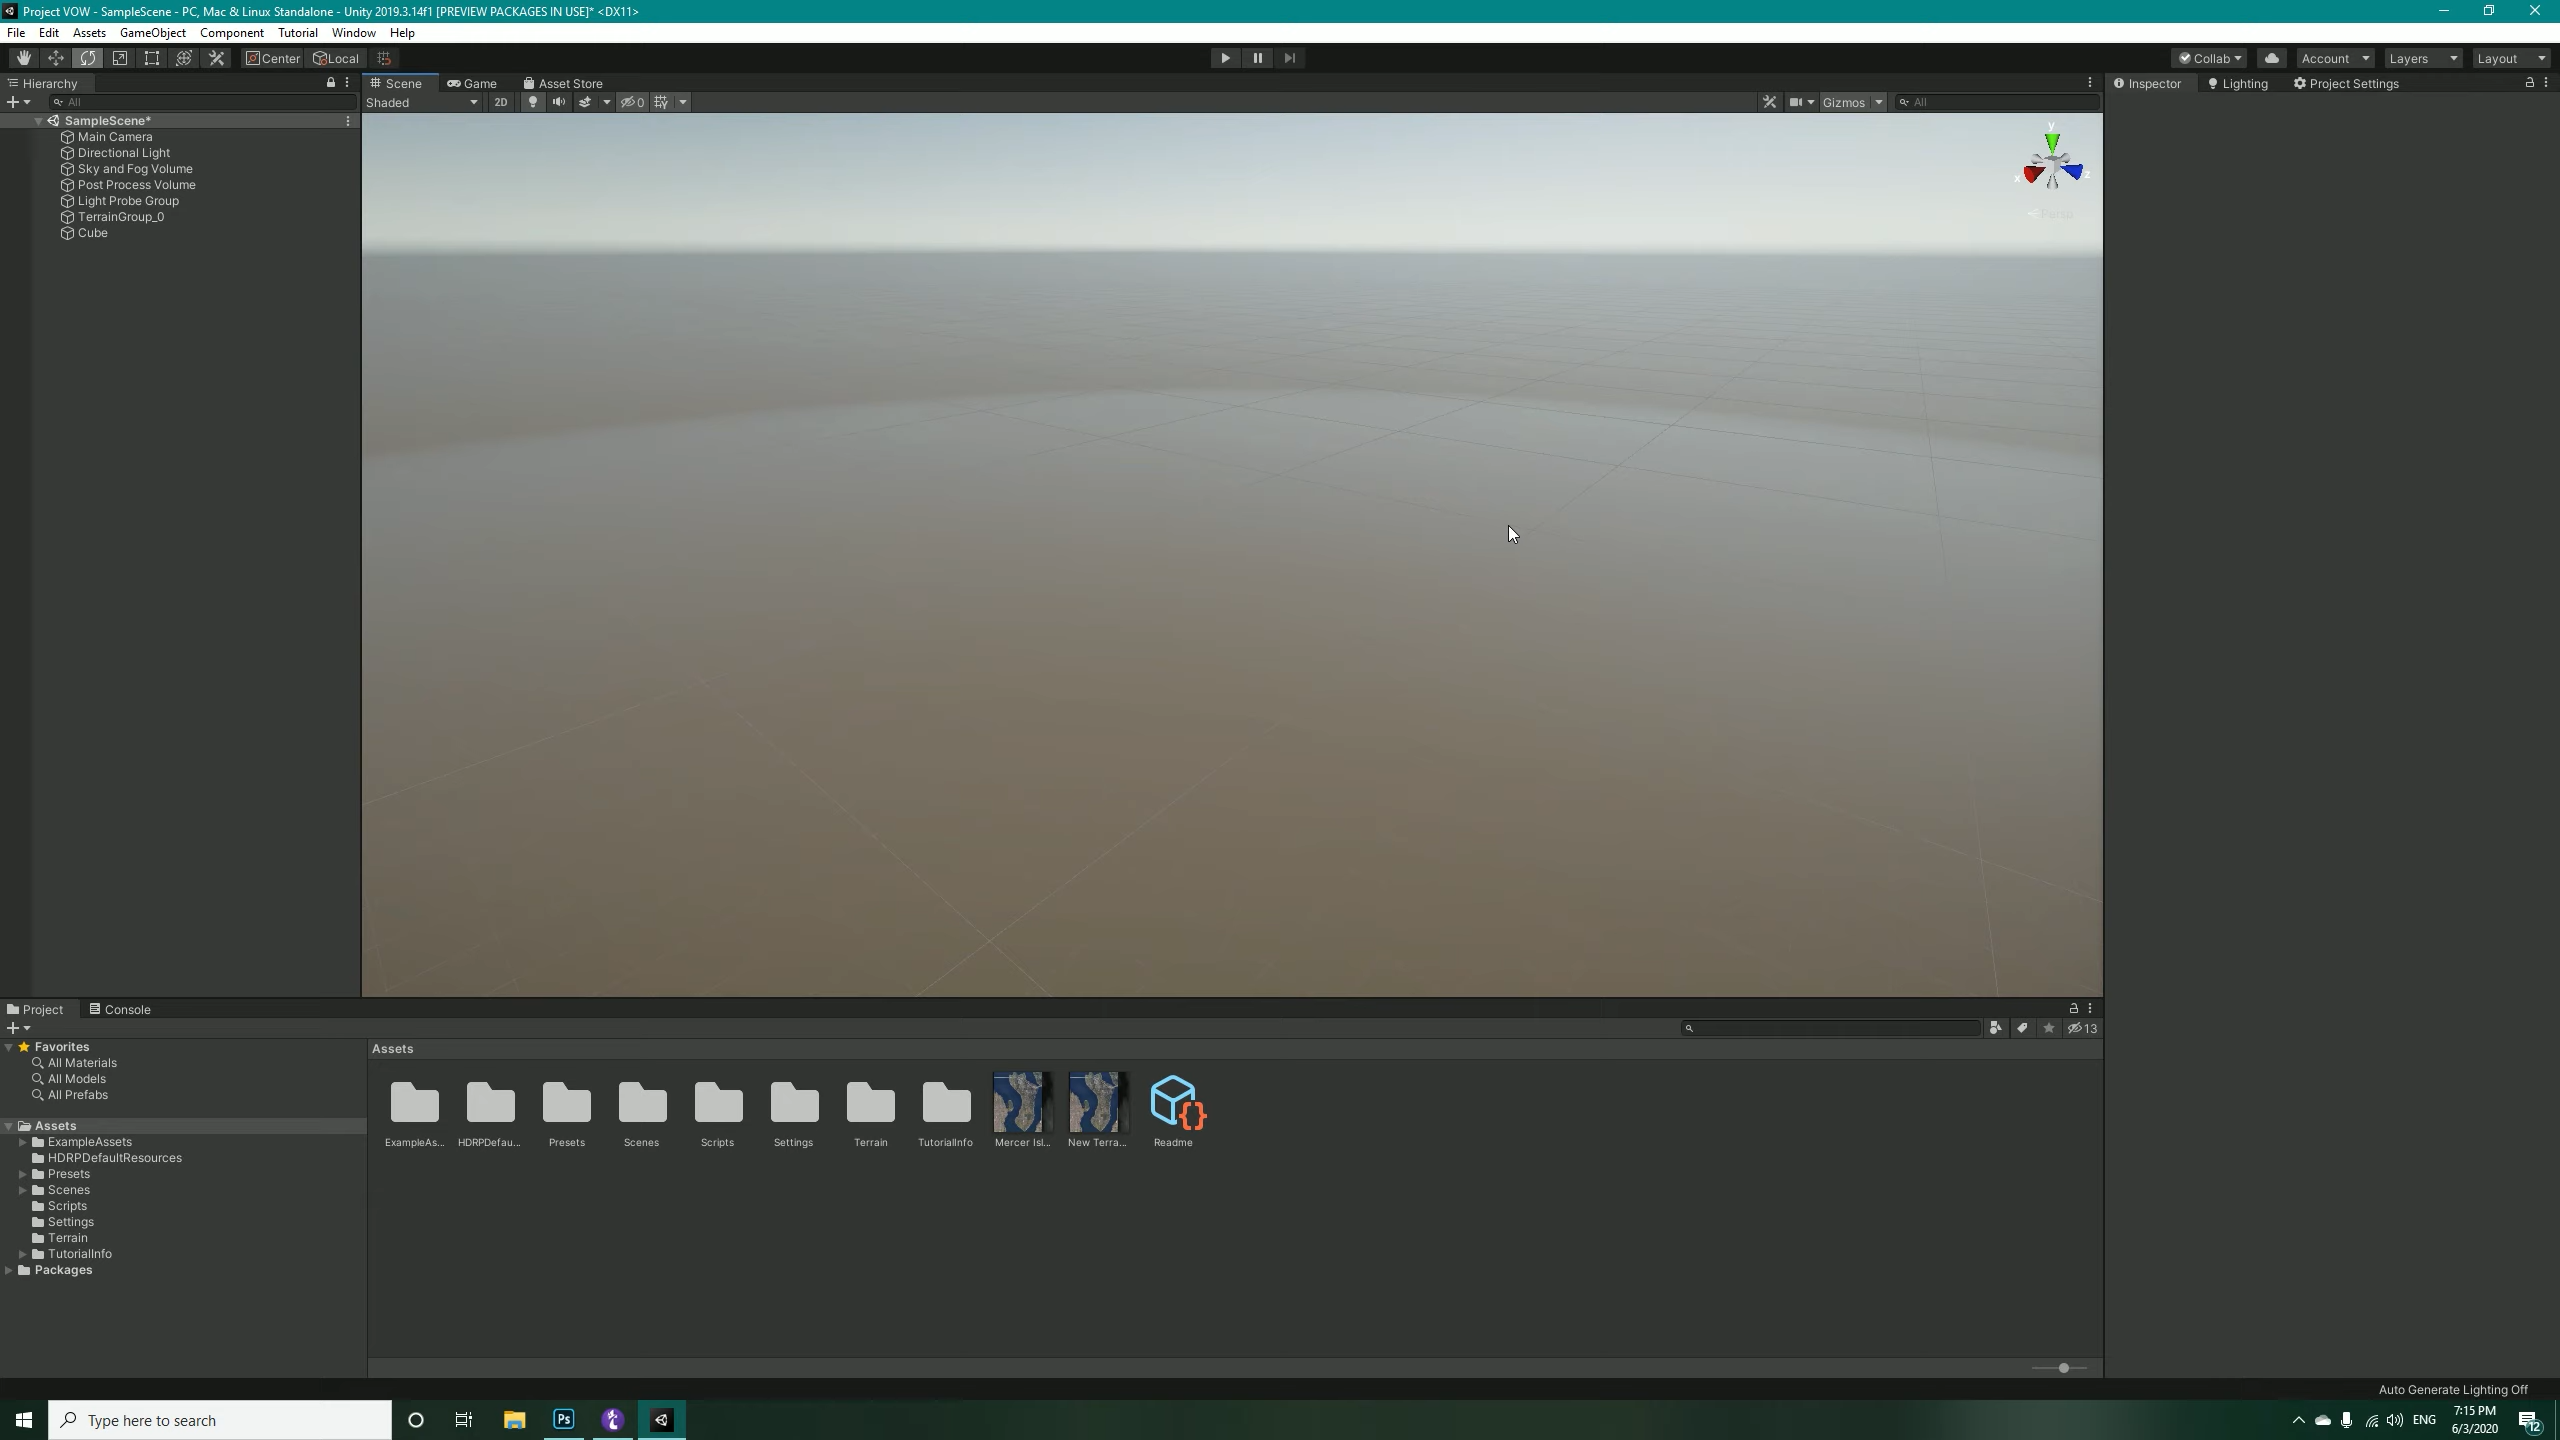 Project VOW - SampleScene - PC, Mac & Linux Standalone - Unity 2019.3.14f1 [PREVIEW PACKAGES IN USE]* <DX11>
File Edit Assets GameObject Component Tutorial Window Help
Center Local Collab Account Layers Layout
Hierarchy
Scene Game Asset Store
Inspector Lighting Project Settings
All
Shaded 2D 0 Gizmos All
SampleScene*
Main Camera
Directional Light
Sky and Fog Volume
Post Process Volume
Light Probe Group
TerrainGroup_0
Cube
y
x z
Persp
Project Console
13
Favorites
All Materials
All Models
All Prefabs
Assets
ExampleAssets
HDRPDefaultResources
Presets
Scenes
Scripts
Settings
Terrain
TutorialInfo
Packages
Assets
ExampleAs... HDRPDefau... Presets Scenes Scripts Settings Terrain TutorialInfo Mercer Isl... New Terra... Readme
Auto Generate Lighting Off
Type here to search
Ps
ENG
7:15 PM
6/3/2020
12